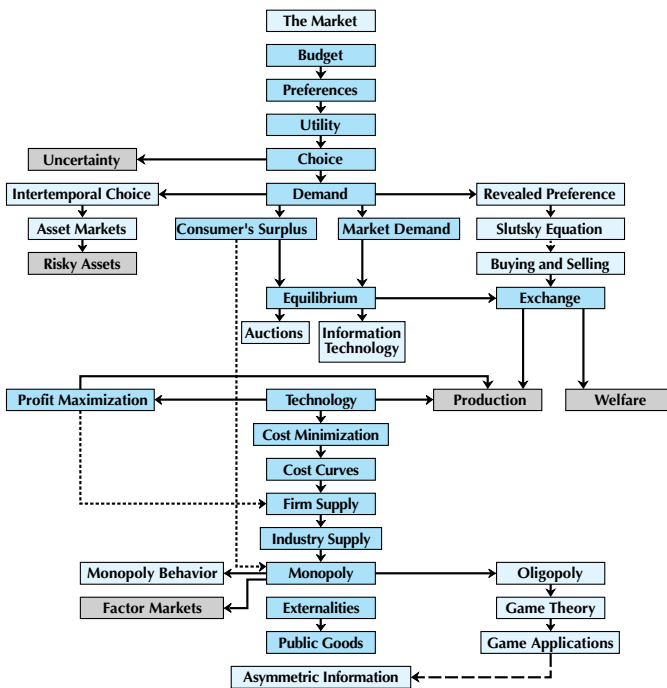 The Market
Budget
Preferences
Utility
Uncertainty
Choice
Intertemporal Choice
Demand
Revealed Preference
Asset Markets
Consumer's Surplus
Market Demand
Slutsky Equation
Risky Assets
Buying and Selling
Equilibrium
Exchange
Auctions
Information
Technology
Profit Maximization
Technology
Production
Welfare
Cost Minimization
Cost Curves
Firm Supply
Industry Supply
Monopoly Behavior
Monopoly
Oligopoly
Factor Markets
Externalities
Game Theory
Public Goods
Game Applications
Asymmetric Information